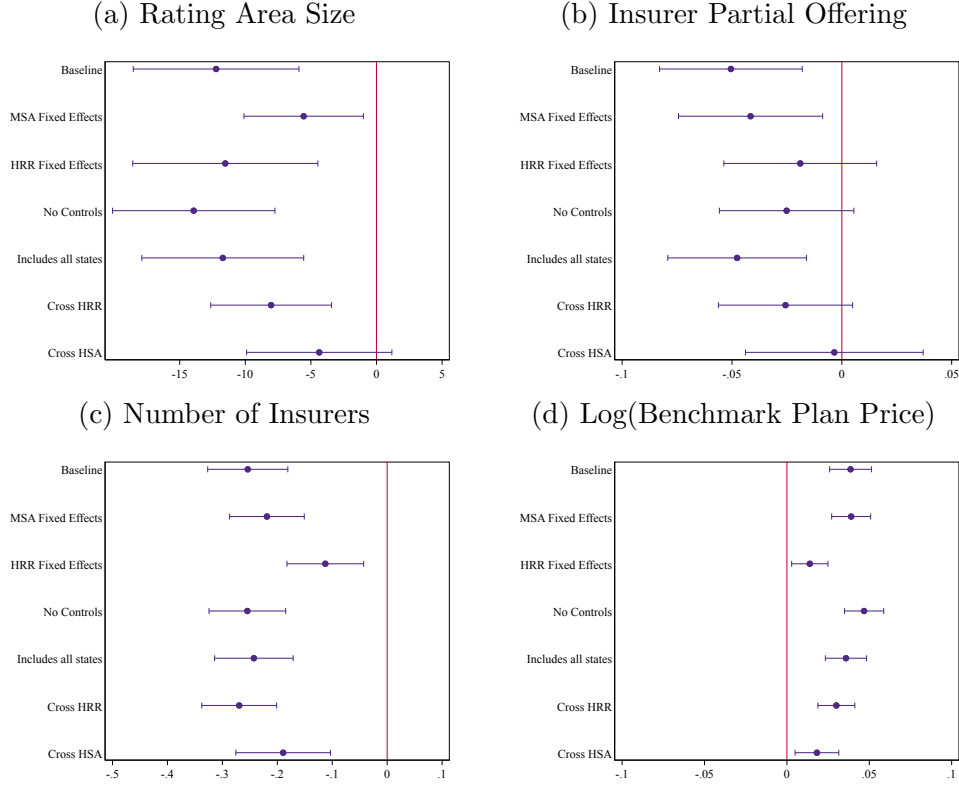 (a) Rating Area Size
Baseline
MSA Fixed Effects
HRR Fixed Effects
No Controls
Includes all states
Cross HRR
Cross HSA
-15 -10 -5 0 5
(b) Insurer Partial Offering
Baseline
MSA Fixed Effects
HRR Fixed Effects
No Controls
Includes all states
Cross HRR
Cross HSA
-.1 -.05 0 .05
(c) Number of Insurers
Baseline
MSA Fixed Effects
HRR Fixed Effects
No Controls
Includes all states
Cross HRR
Cross HSA
-.5 -.4 -.3 -.2 -.1 0 .1
(d) Log(Benchmark Plan Price)
Baseline
MSA Fixed Effects
HRR Fixed Effects
No Controls
Includes all states
Cross HRR
Cross HSA
-.1 -.05 0 .05 .1